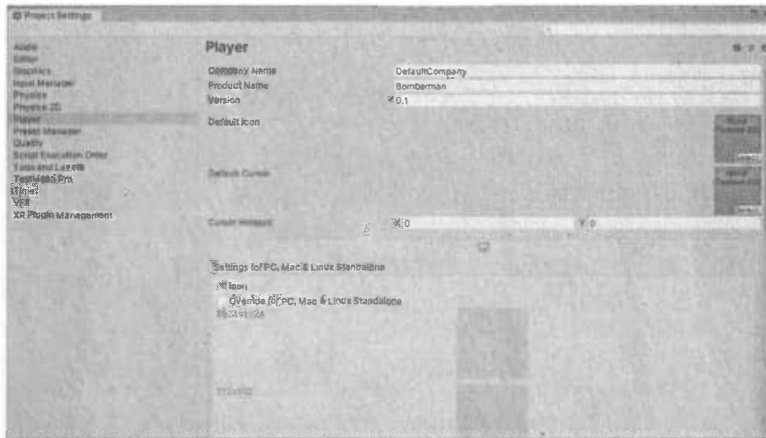 Project Settings
Audio
Editor
Graphics
Input Manager
Physics
Physics 2D
Player
Preset Manager
Quality
Script Execution Order
Tags and Layers
TextMesh Pro
Time
VFX
XR Plugin Management
Player
Company Name DefaultCompany
Product Name Bomberman
Version 0.1
Default Icon
Default Cursor
Cursor Hotspot X 0 Y 0
Settings for PC, Mac & Linux Standalone
Icon
Override for PC, Mac & Linux Standalone